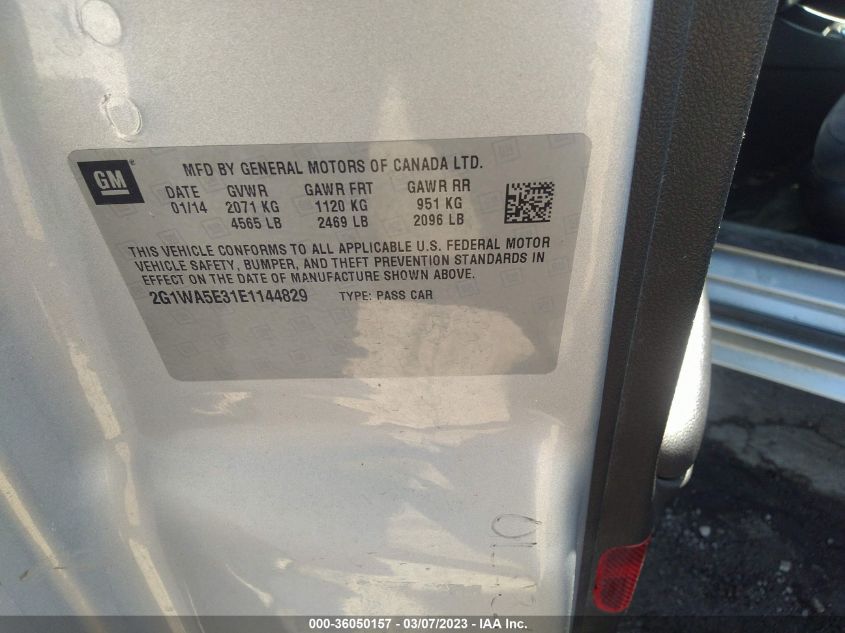 GM
MFD BY GENERAL MOTORS OF CANADA LTD.
DATE GVWR GAWR FRT GAWR RR
01/14 2071 KG 1120 KG 951 KG
4565 LB 2469 LB 2096 LB
THIS VEHICLE CONFORMS TO ALL APPLICABLE U.S. FEDERAL MOTOR
VEHICLE SAFETY, BUMPER, AND THEFT PREVENTION STANDARDS IN
EFFECT ON THE DATE OF MANUFACTURE SHOWN ABOVE.
2G1WA5E31E1144829 TYPE: PASS CAR
000-36050157 - 03/07/2023 - IAA Inc.